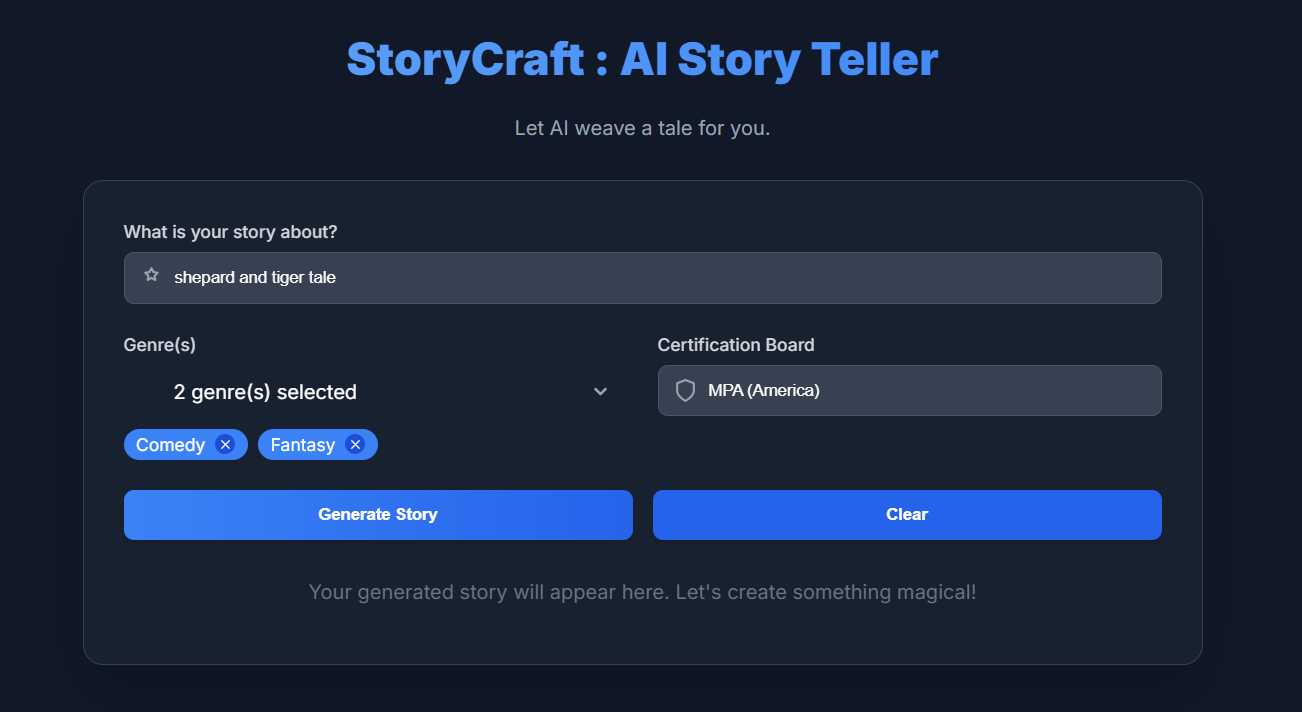 StoryCraft : AI Story Teller
Let AI weave a tale for you.
What is your story about?
shepard and tiger tale
Genre(s)
Certification Board
2 genre(s) selected
MPA (America)
Comedy
Fantasy
Generate Story
Clear
Your generated story will appear here. Let's create something magical!